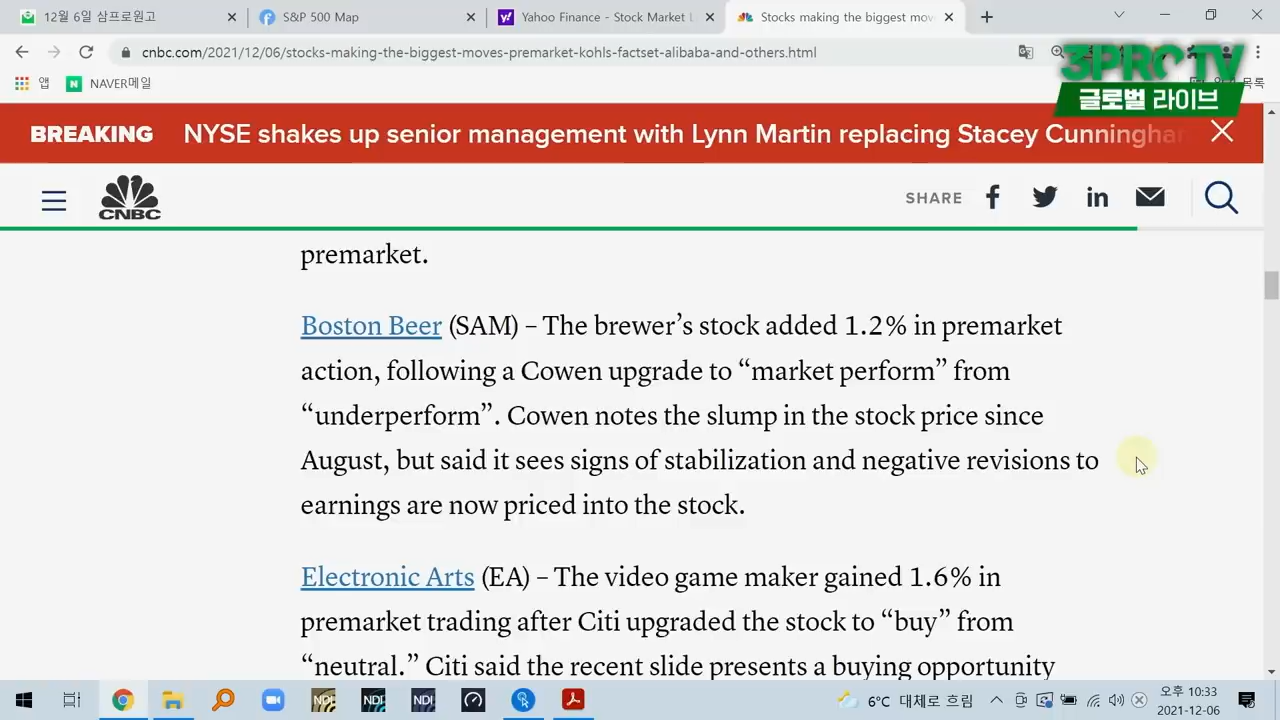 12월 6일 삼프로원고
S&P 500 Map
Yahoo Finance - Stock Market L
Stocks making the biggest mov
cnbc.com/2021/12/06/stocks-making-the-biggest-moves-premarket-kohls-factset-alibaba-and-others.html
앱
NAVER메일
목록
3PROTV
글로벌 라이브
BREAKING NYSE shakes up senior management with Lynn Martin replacing Stacey Cunningham
CNBC
SHARE
premarket.
Boston Beer (SAM) – The brewer’s stock added 1.2% in premarket
action, following a Cowen upgrade to “market perform” from
“underperform”. Cowen notes the slump in the stock price since
August, but said it sees signs of stabilization and negative revisions to
earnings are now priced into the stock.
Electronic Arts (EA) – The video game maker gained 1.6% in
premarket trading after Citi upgraded the stock to “buy” from
“neutral.” Citi said the recent slide presents a buying opportunity
6°C 대체로 흐림
오후 10:33
2021-12-06